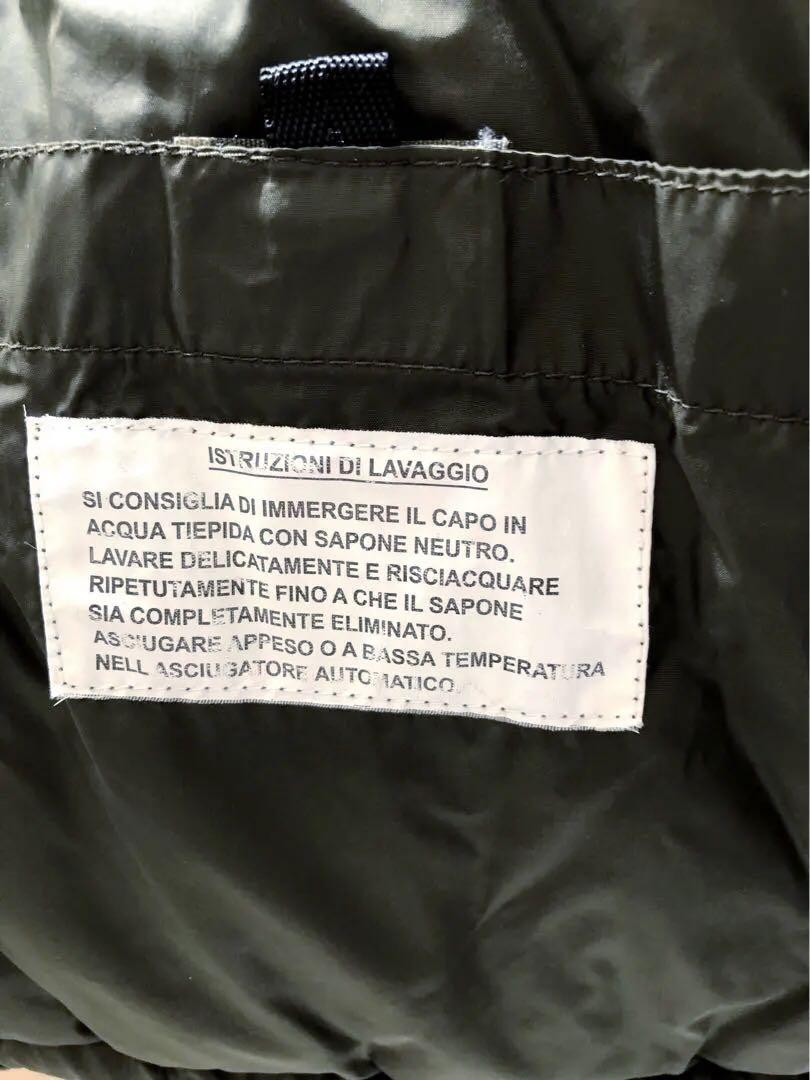 ISTRUZIONI DI LAVAGGIO
SI CONSIGLIA DI IMMERGERE IL CAPO IN
ACQUA TIEPIDA CON SAPONE NEUTRO.
LAVARE DELICATAMENTE E RISCIACQUARE
RIPETUTAMENTE FINO A CHE IL SAPONE
SIA COMPLETAMENTE ELIMINATO.
ASCIUGARE APPESO O A BASSA TEMPERATURA
NELL ASCIUGATORE AUTOMATICO.